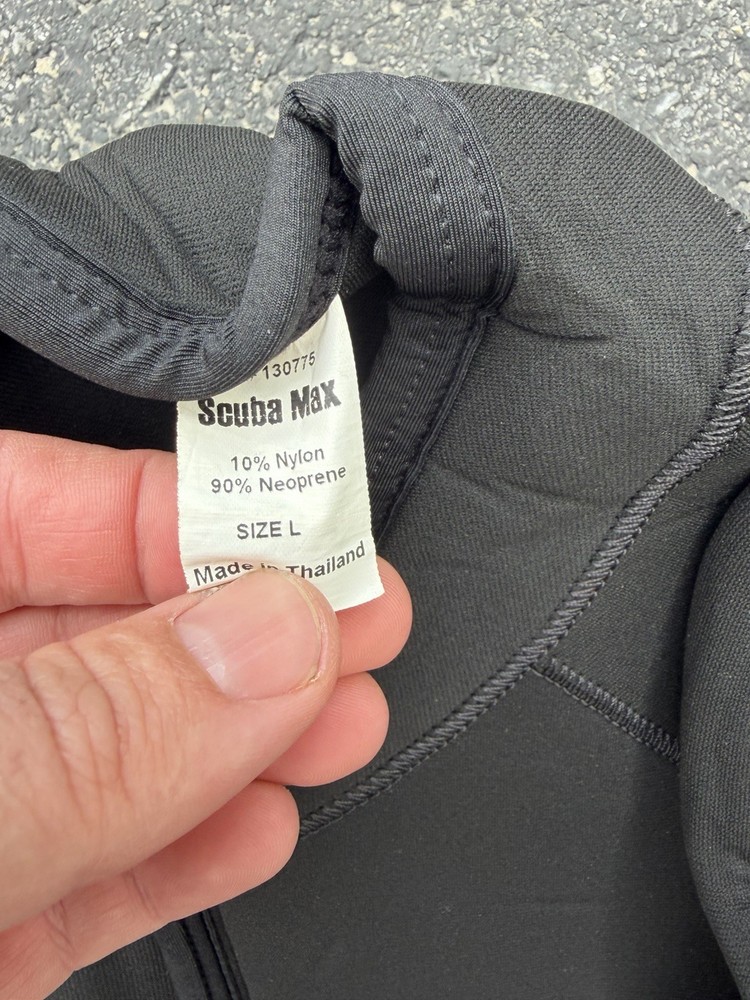 130775
Scuba Max
10% Nylon
90% Neoprene
SIZE L
Made in Thailand